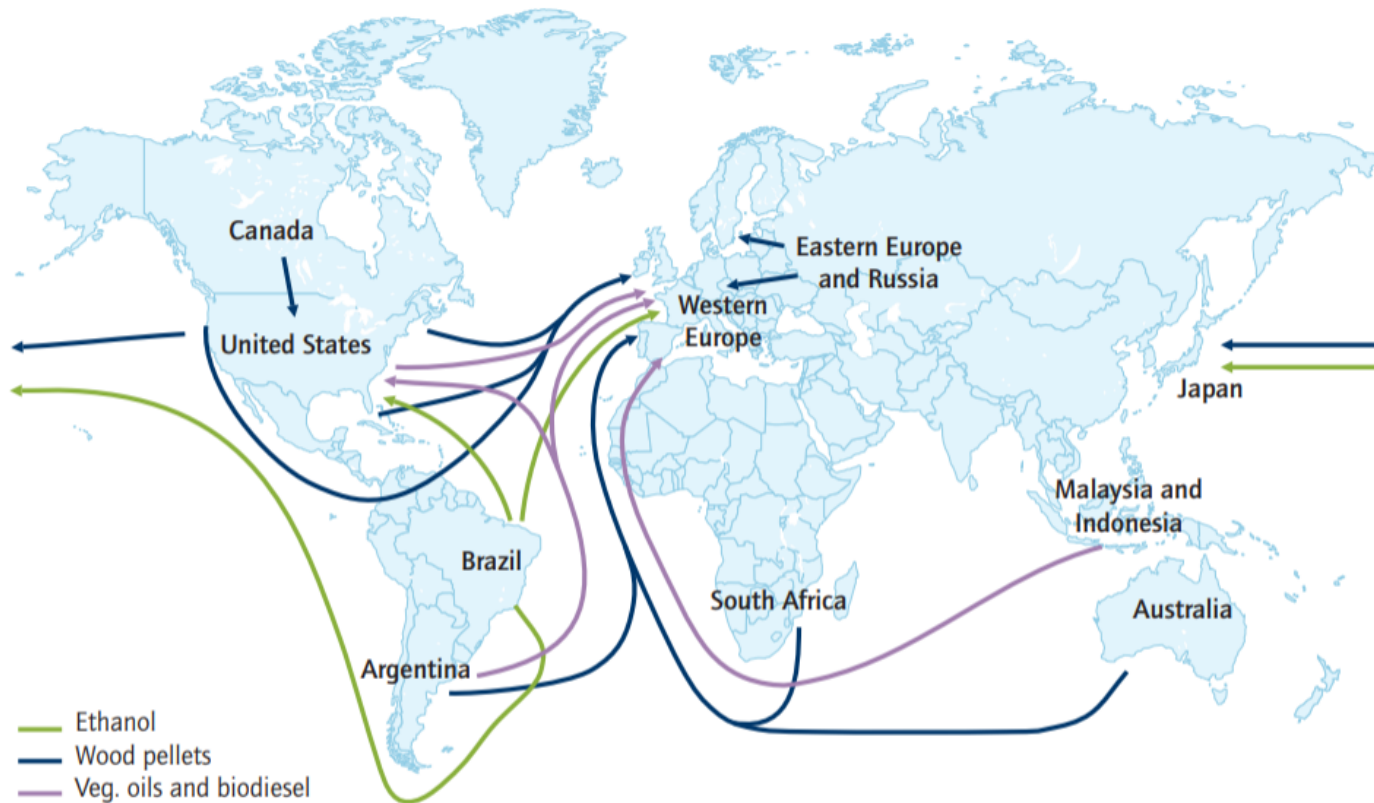 Canada
United States
Eastern Europe
and Russia
Western
Europe
Japan
Malaysia and
Indonesia
Brazil
South Africa
Australia
Argentina
Ethanol
Wood pellets
Veg. oils and biodiesel